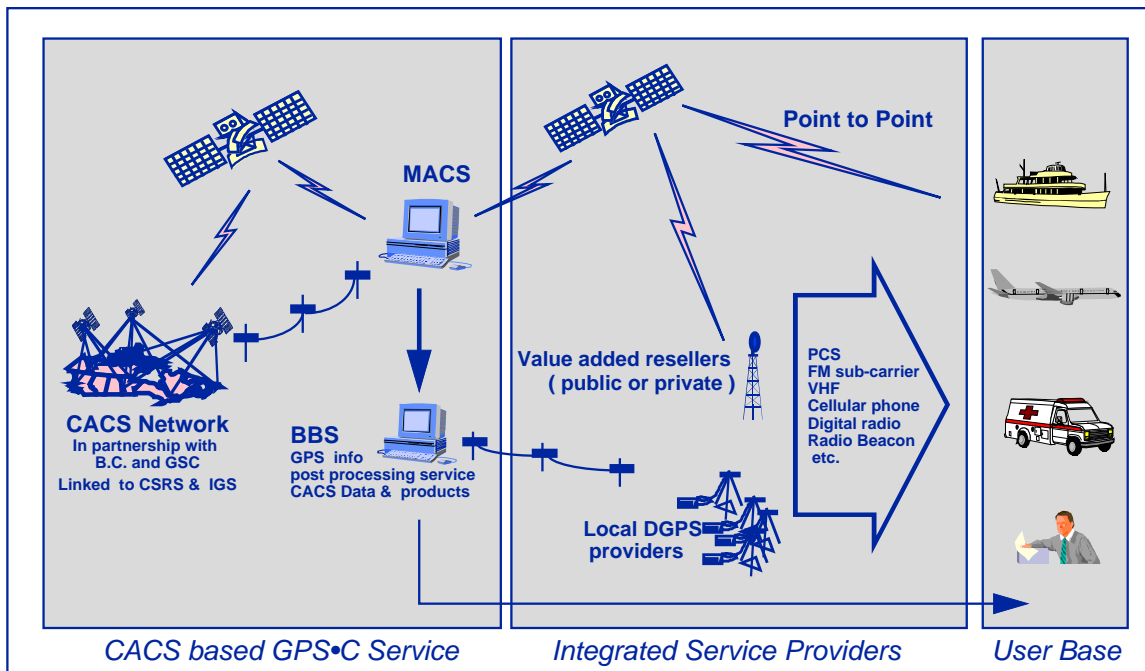 MACS
CACS Network
In partnership with
B.C. and GSC
Linked to CSRS & IGS
BBS
GPS info
post processing service
CACS Data & products
Point to Point
Value added resellers
( public or private )
Local DGPS
providers
PCS
FM sub-carrier
VHF
Cellular phone
Digital radio
Radio Beacon
etc.
CACS based GPS•C Service
Integrated Service Providers
User Base